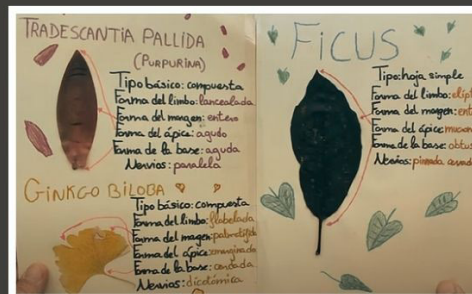 TRADESCANTIA PALLIDA
(PURPURINA)
Tipo básico: compuesta
Forma del limbo: lanceolada
Forma del margen: entero
Forma del ápice: agudo
Forma de la base: aguda
Nervios: paralela
GINKGO BILOBA
Tipo básico: compuesta
Forma del limbo: flabelada
Forma del margen:
Forma del ápice:
Forma de la base:
Nervios: dicotómica
FICUS
Tipo: hoja simple
Forma del limbo:
Forma del margen:
Forma del ápice:
Forma de la base:
Nervios: pinnada